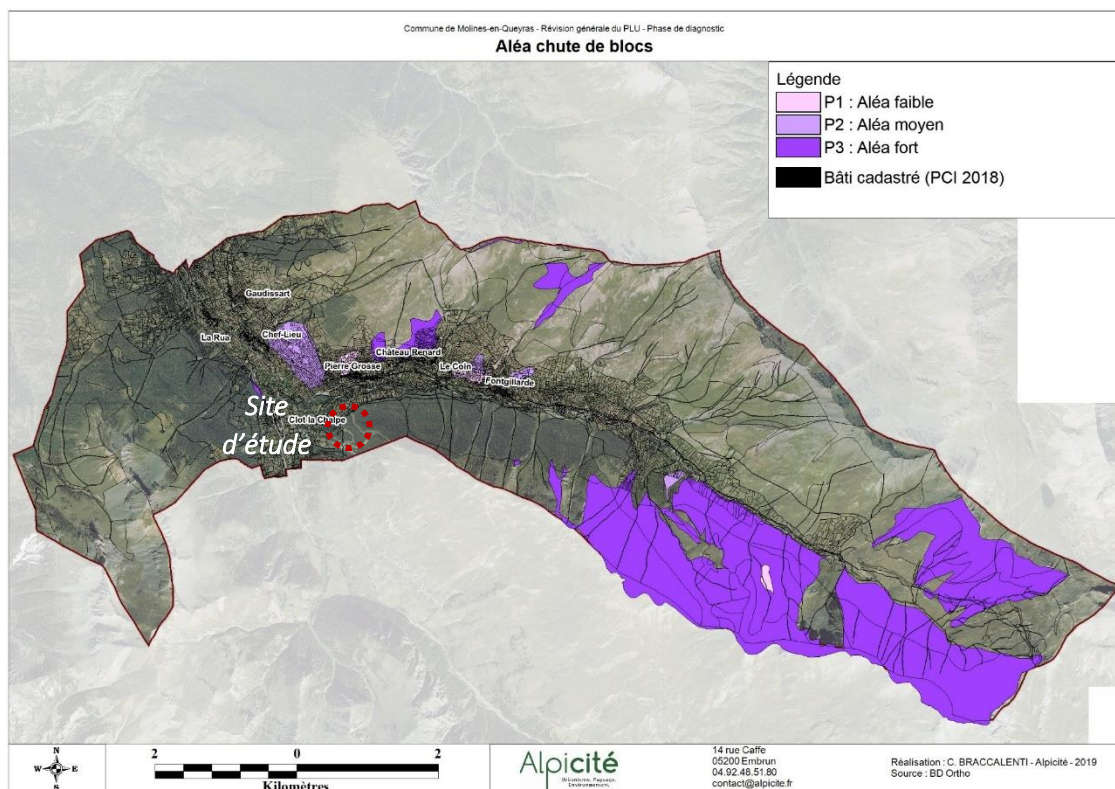 Commune de Molines-en-Queyras - Révision générale du PLU - Phase de diagnostic
Aléa chute de blocs
Légende
P1 : Aléa faible
P2 : Aléa moyen
P3 : Aléa fort
Bâti cadastré (PCI 2018)
Gaudissart
La Rua
Chef-Lieu
Pierre Grosse
Château Renard
Le Coin
Fontgillarde
Clot la Chalpe
Site
d'étude
N
W
E
S
2
0
2
Kilomètres
Alpicité
Urbanisme, Paysage,
Environnement.
14 rue Caffe
05200 Embrun
04.92.48.51.80
contact@alpicite.fr
Réalisation : C. BRACCALENTI - Alpicité - 2019
Source : BD Ortho